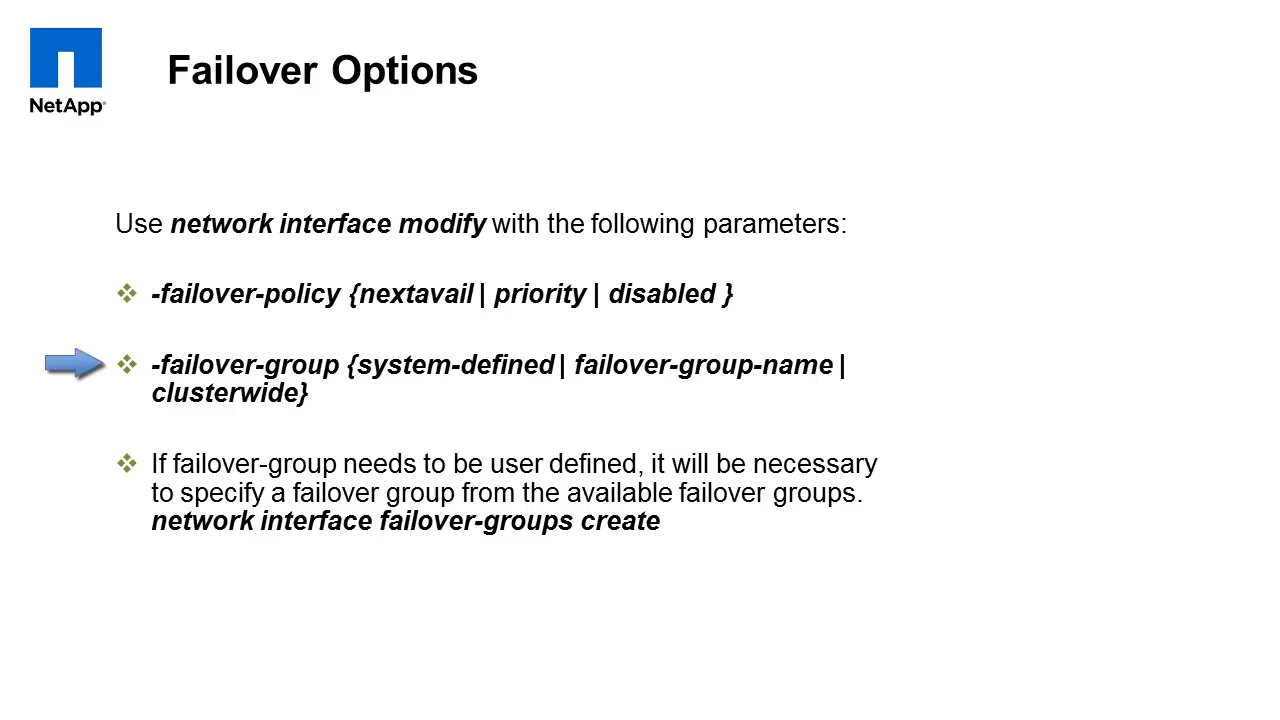 NetApp®
Failover Options
Use network interface modify with the following parameters:
-failover-policy {nextavail | priority | disabled }
-failover-group {system-defined | failover-group-name |
clusterwide}
If failover-group needs to be user defined, it will be necessary
to specify a failover group from the available failover groups.
network interface failover-groups create